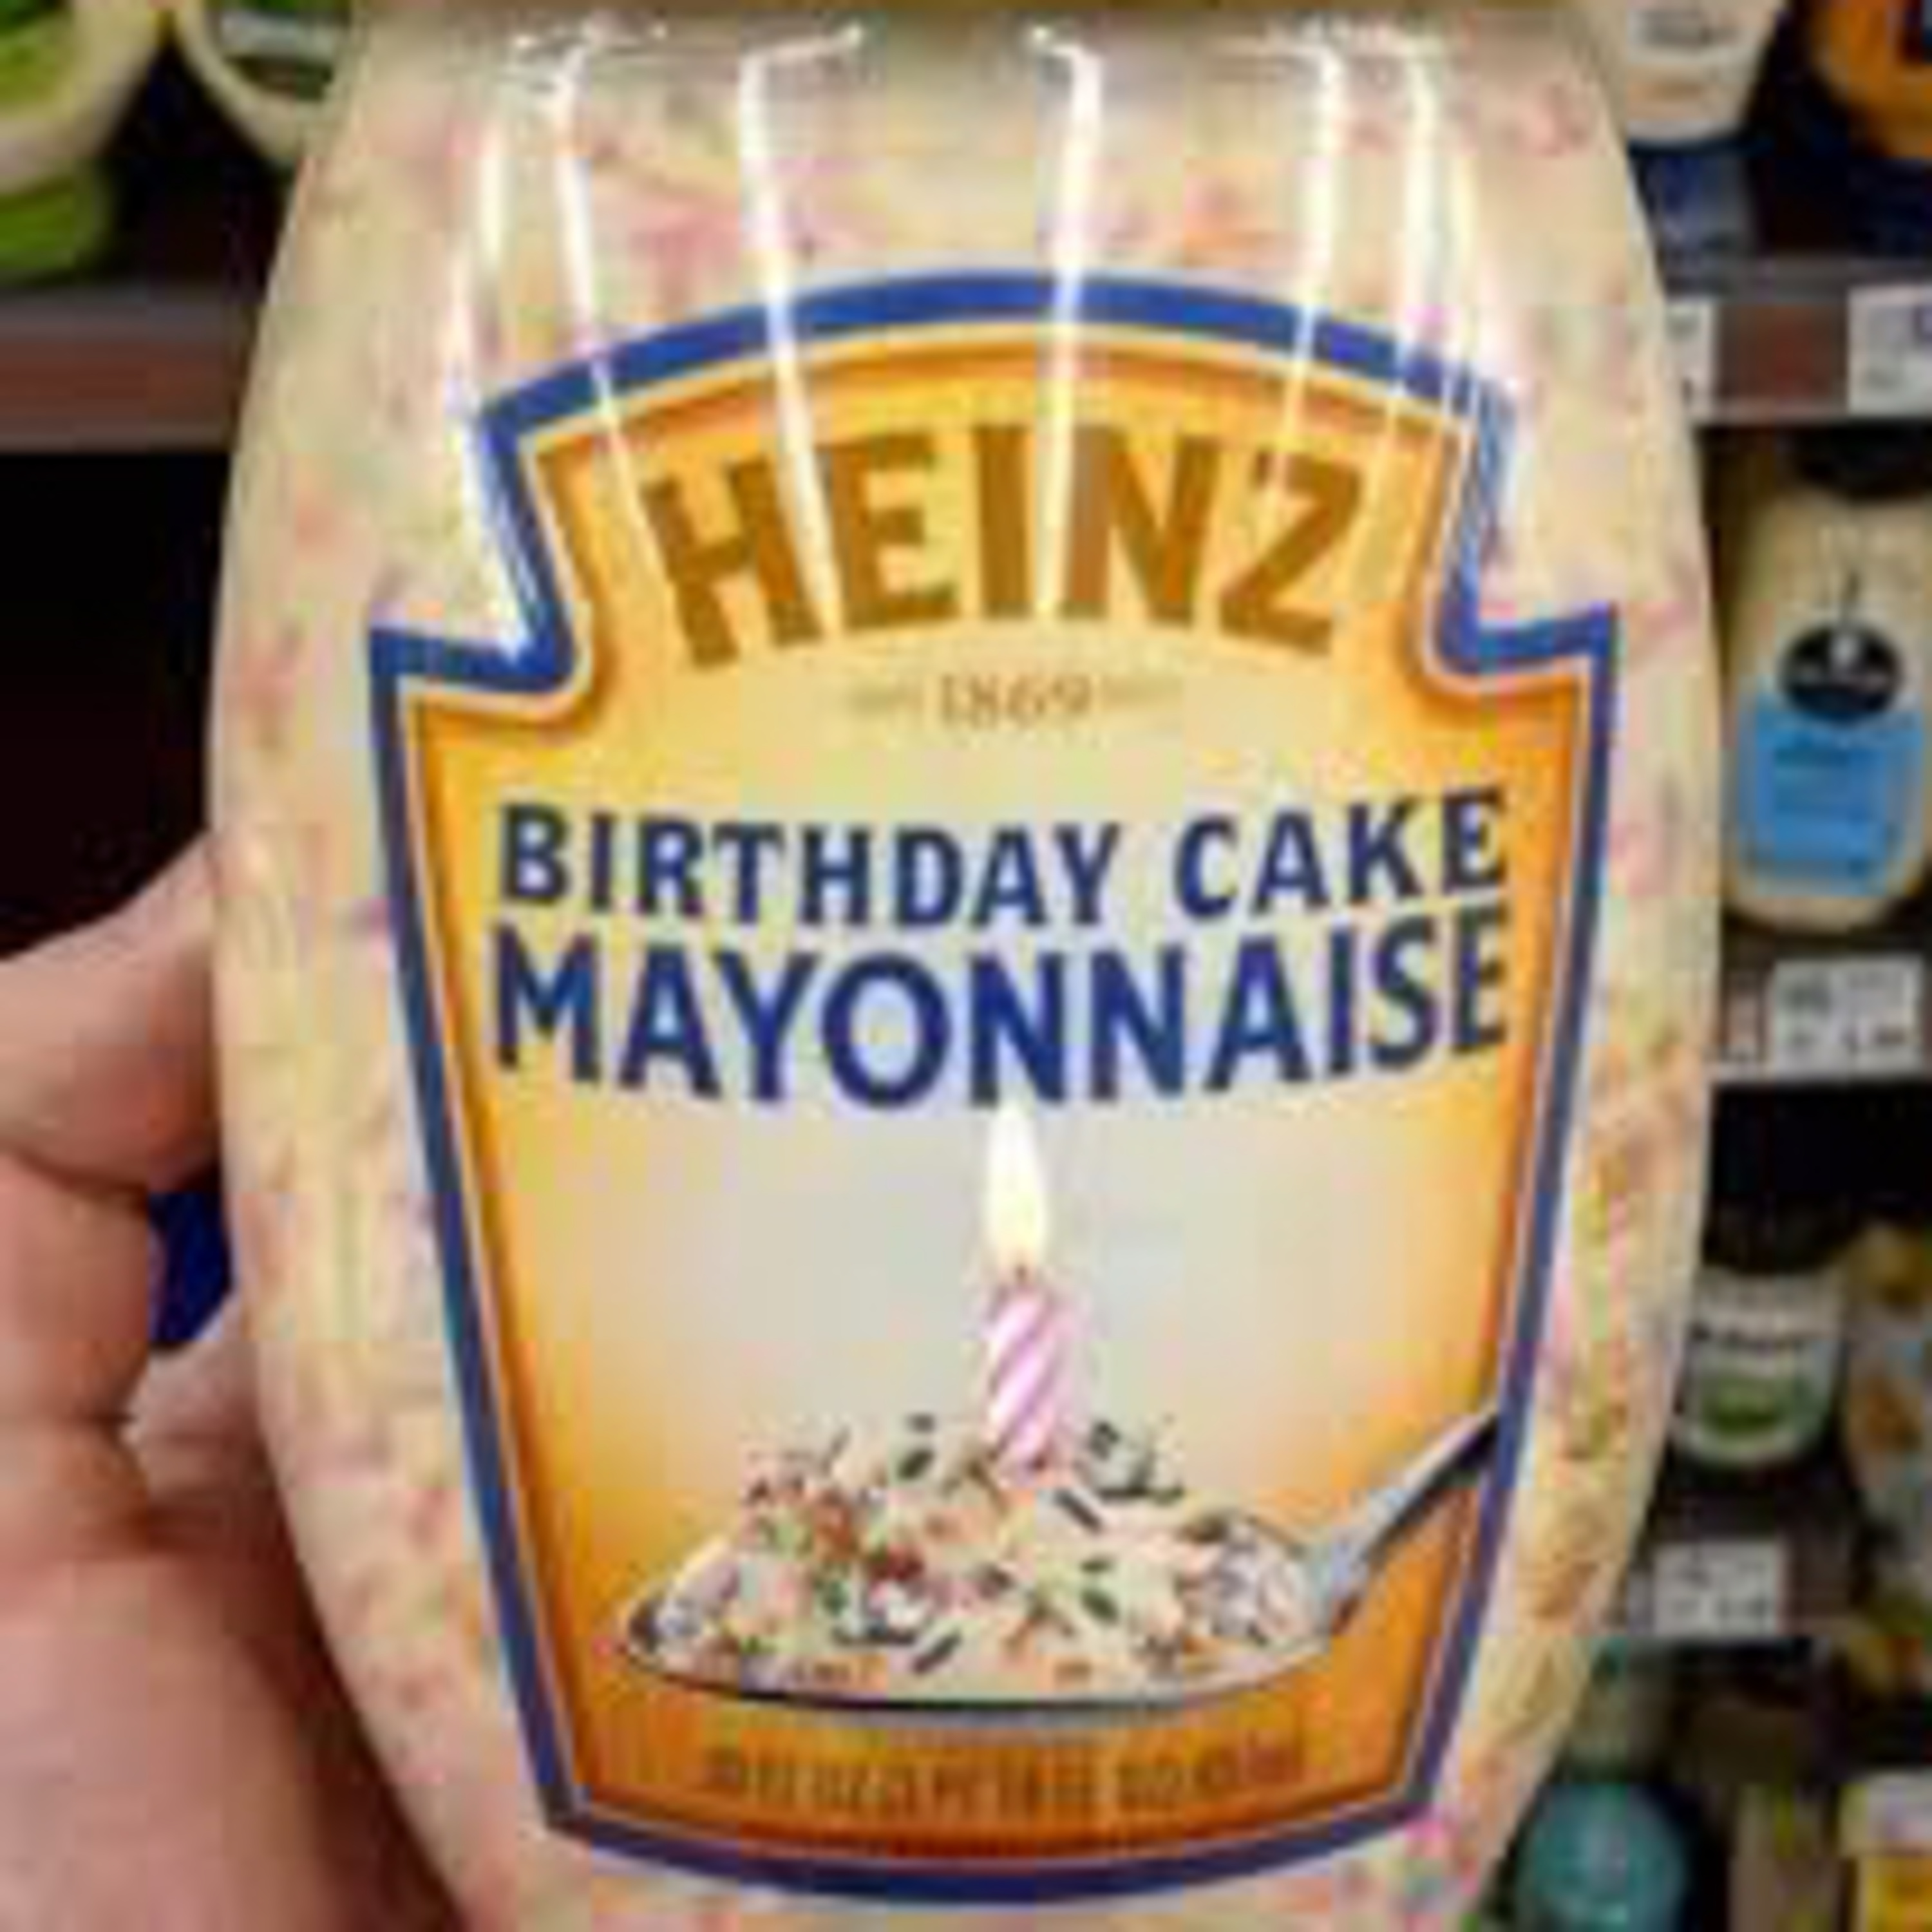 HEINZ
1869
BIRTHDAY CAKE
MAYONNAISE